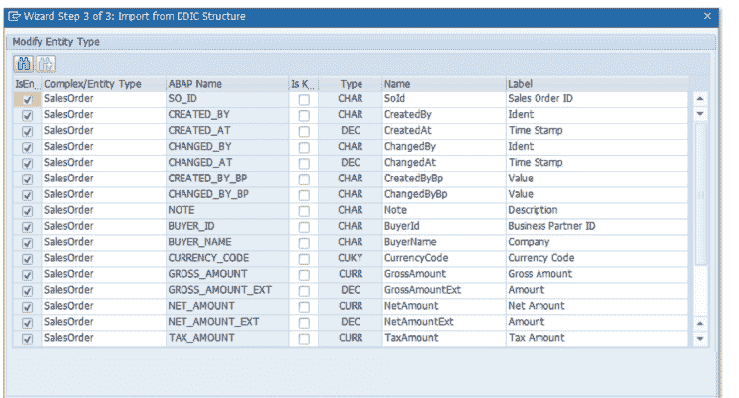 Wizard Step 3 of 3: Import from DDIC Structure
Modify Entity Type
IsEn... Complex/Entity Type ABAP Name Is K... Type Name Label
SalesOrder SO_ID CHAR SoId Sales Order ID
SalesOrder CREATED_BY CHAR CreatedBy Ident
SalesOrder CREATED_AT DEC CreatedAt Time Stamp
SalesOrder CHANGED_BY CHAR ChangedBy Ident
SalesOrder CHANGED_AT DEC ChangedAt Time Stamp
SalesOrder CREATED_BY_BP CHAR CreatedByBp Value
SalesOrder CHANGED_BY_BP CHAR ChangedByBp Value
SalesOrder NOTE CHAR Note Description
SalesOrder BUYER_ID CHAR BuyerId Business Partner ID
SalesOrder BUYER_NAME CHAR BuyerName Company
SalesOrder CURRENCY_CODE CUKY CurrencyCode Currency Code
SalesOrder GROSS_AMOUNT CURR GrossAmount Gross Amount
SalesOrder GROSS_AMOUNT_EXT DEC GrossAmountExt Amount
SalesOrder NET_AMOUNT CURR NetAmount Net Amount
SalesOrder NET_AMOUNT_EXT DEC NetAmountExt Amount
SalesOrder TAX_AMOUNT CURR TaxAmount Tax Amount